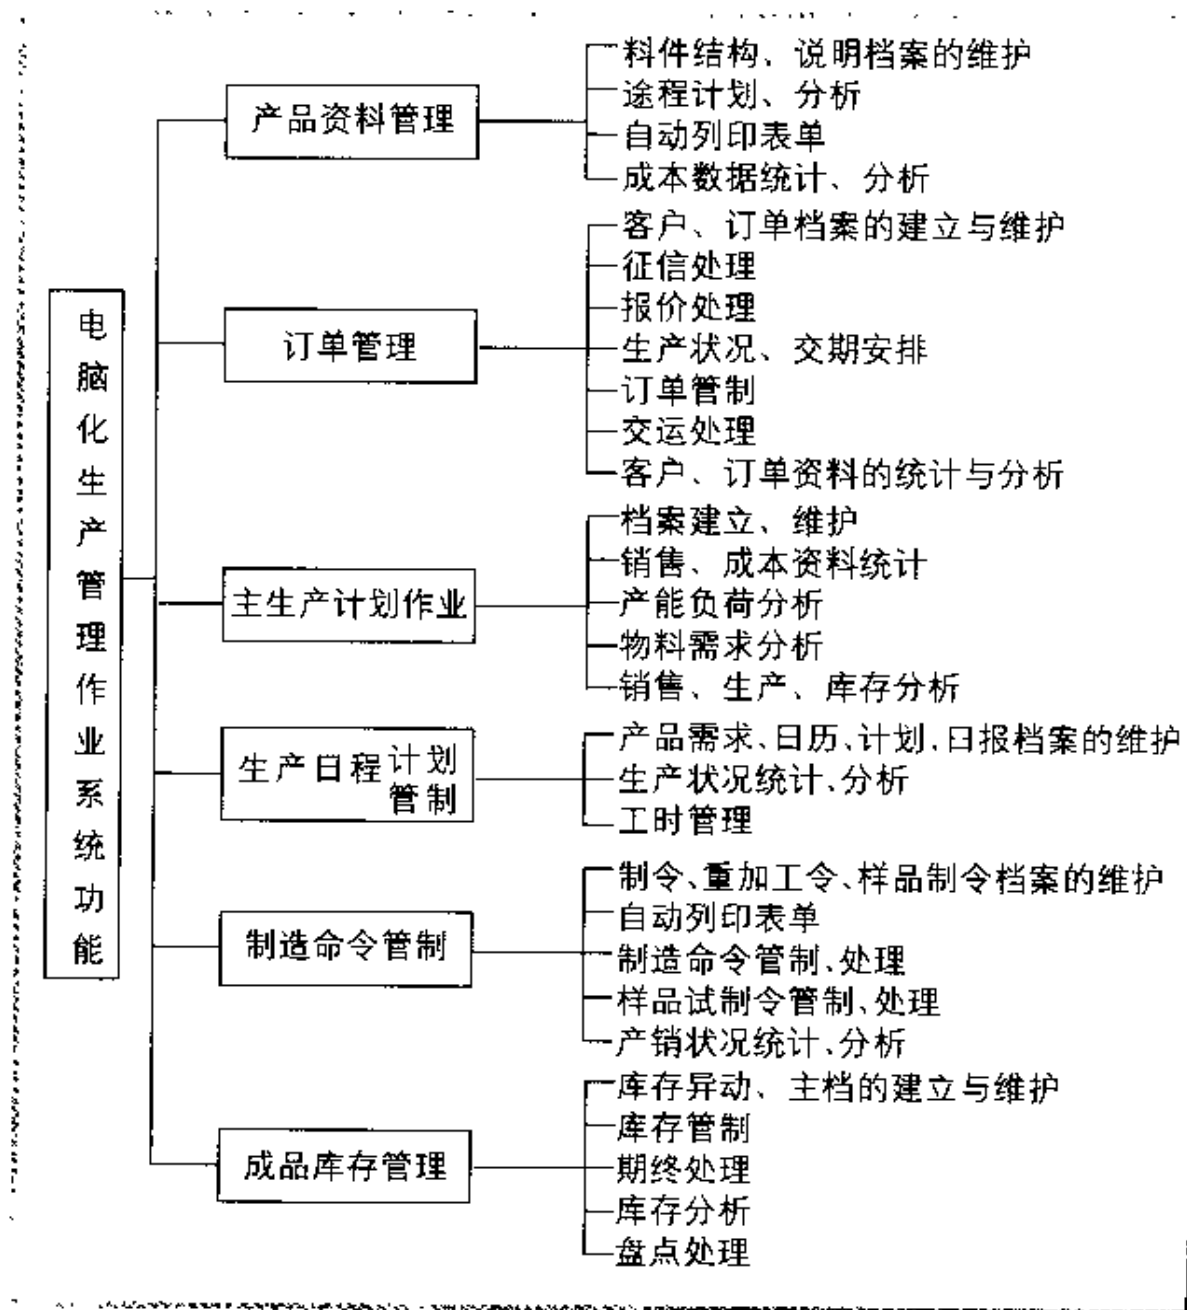 电脑化生产管理作业系统功能
产品资料管理
料件结构、说明档案的维护
途程计划、分析
自动列印表单
成本数据统计、分析
订单管理
客户、订单档案的建立与维护
征信处理
报价处理
生产状况、交期安排
订单管制
交运处理
客户、订单资料的统计与分析
主生产计划作业
档案建立、维护
销售、成本资料统计
产能负荷分析
物料需求分析
销售、生产、库存分析
生产日程计划
管制
产品需求、日历、计划、日报档案的维护
生产状况统计、分析
工时管理
制造命令管制
制令、重加工令、样品制令档案的维护
自动列印表单
制造命令管制、处理
样品试制令管制、处理
产销状况统计、分析
成品库存管理
库存异动、主档的建立与维护
库存管制
期终处理
库存分析
盘点处理